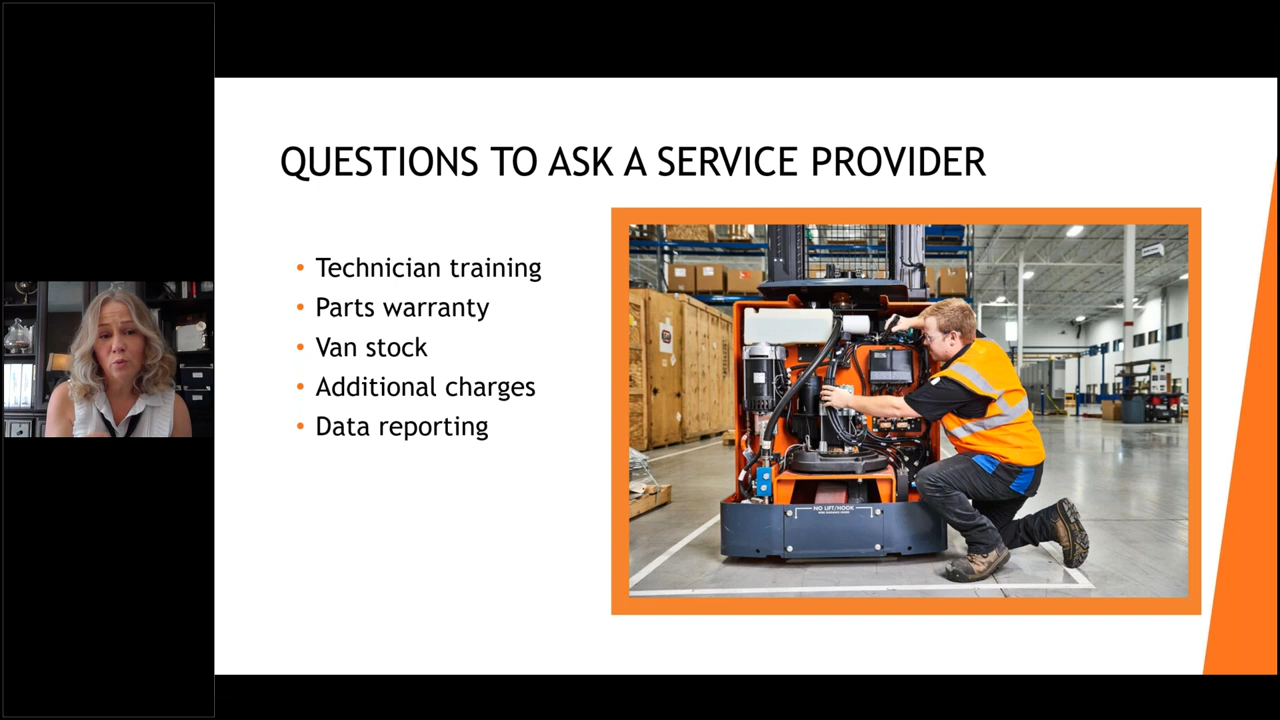 QUESTIONS TO ASK A SERVICE PROVIDER
• Technician training
• Parts warranty
• Van stock
• Additional charges
• Data reporting
NO LIFT/HOOK